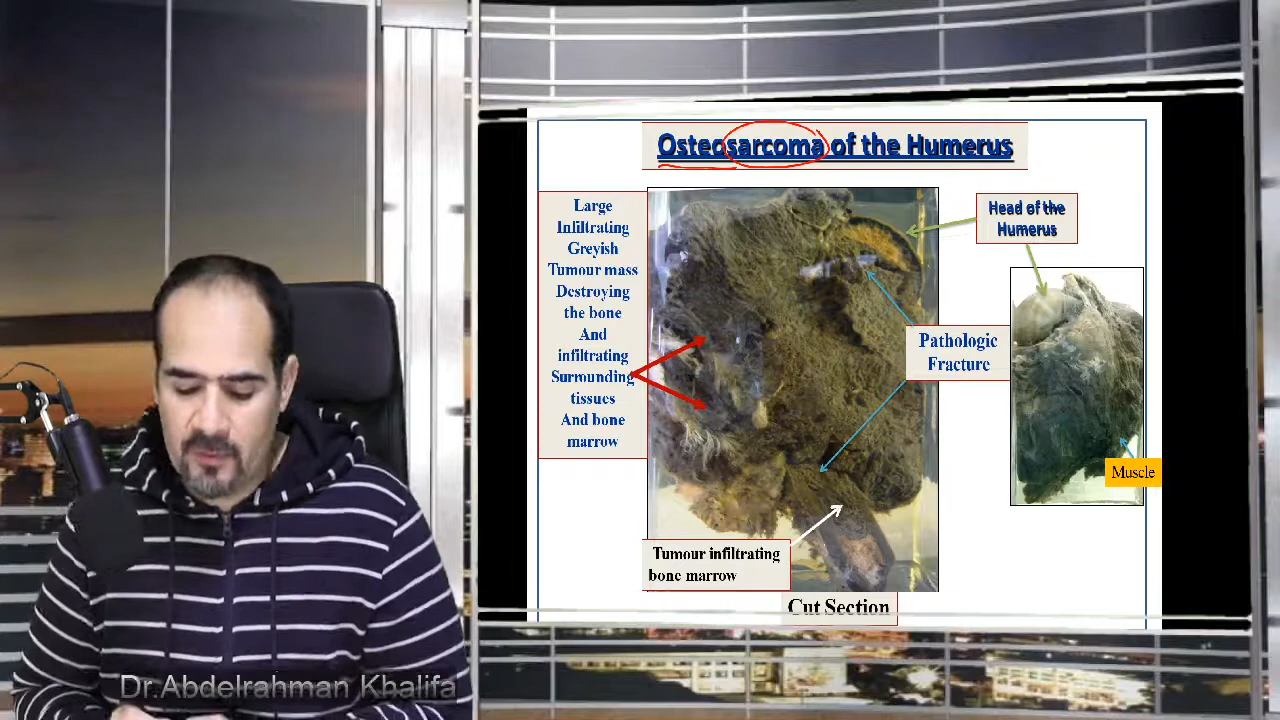 Osteosarcoma of the Humerus
Large
Infiltrating
Greyish
Tumour mass
Destroying
the bone
And
infiltrating
Surrounding
tissues
And bone
marrow
Head of the
Humerus
Pathologic
Fracture
Muscle
Tumour infiltrating
bone marrow
Cut Section
Dr.Abdelrahman Khalifa